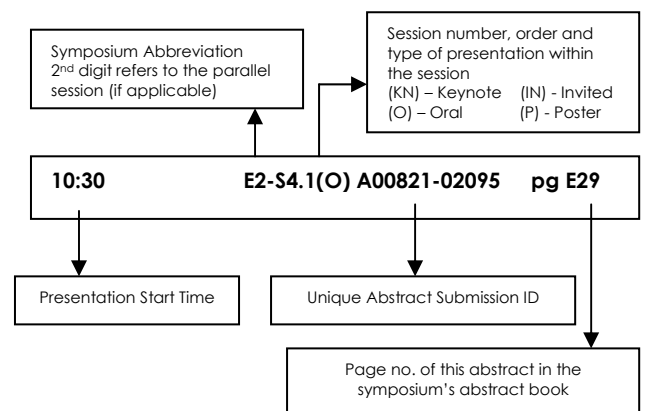 Symposium Abbreviation
2nd digit refers to the parallel
session (if applicable)
Session number, order and
type of presentation within
the session
(KN) – Keynote (IN) - Invited
(O) – Oral (P) - Poster
10:30 E2-S4.1(O) A00821-02095 pg E29
Presentation Start Time
Unique Abstract Submission ID
Page no. of this abstract in the
symposium's abstract book